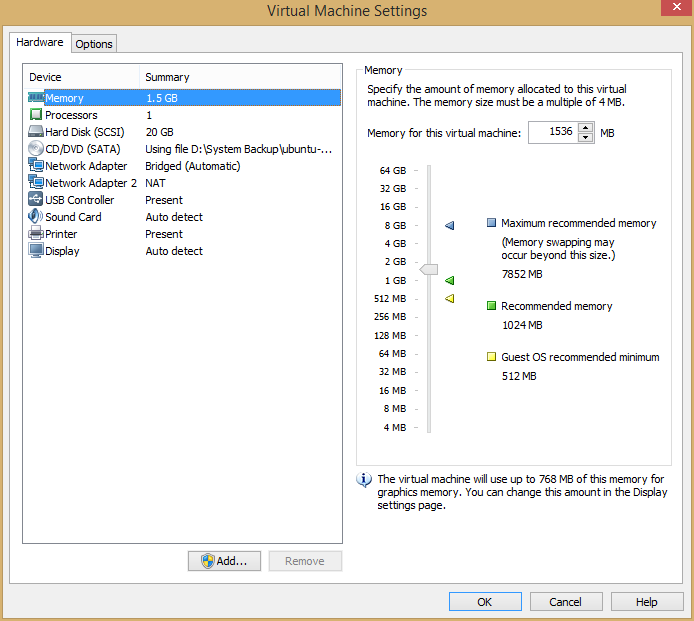 Virtual Machine Settings
Hardware
Options
Device Summary
Memory 1.5 GB
Processors 1
Hard Disk (SCSI) 20 GB
CD/DVD (SATA) Using file D:\System Backup\ubuntu-...
Network Adapter Bridged (Automatic)
Network Adapter 2 NAT
USB Controller Present
Sound Card Auto detect
Printer Present
Display Auto detect
Add...
Remove
Memory
Specify the amount of memory allocated to this virtual
machine. The memory size must be a multiple of 4 MB.
Memory for this virtual machine: 1536 MB
64 GB
32 GB
16 GB
8 GB
4 GB
2 GB
1 GB
512 MB
256 MB
128 MB
64 MB
32 MB
16 MB
8 MB
4 MB
Maximum recommended memory
(Memory swapping may
occur beyond this size.)
7852 MB
Recommended memory
1024 MB
Guest OS recommended minimum
512 MB
The virtual machine will use up to 768 MB of this memory for
graphics memory. You can change this amount in the Display
settings page.
OK
Cancel
Help